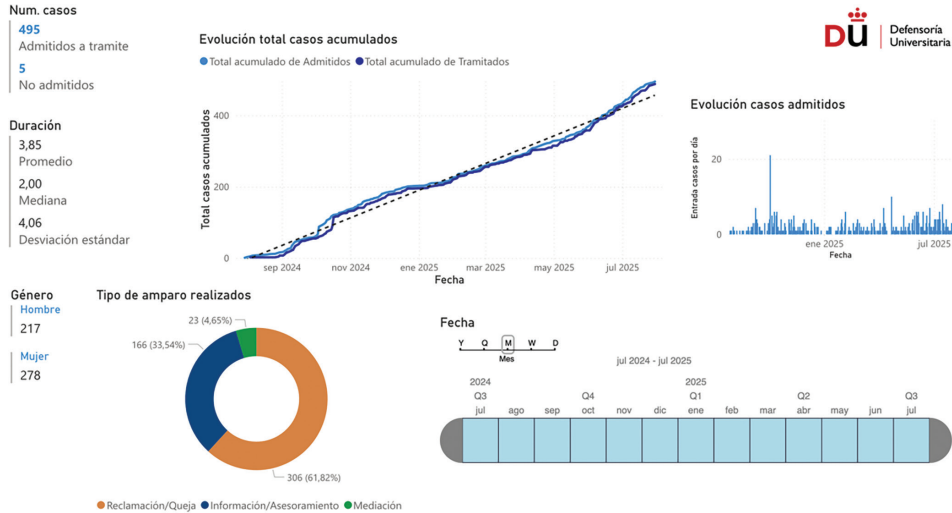 Num. casos
495
Admitidos a tramite
5
No admitidos
Duración
3,85
Promedio
2,00
Mediana
4,06
Desviación estándar
Género
Hombre
217
Mujer
278
Evolución total casos acumulados
Total acumulado de Admitidos Total acumulado de Tramitados
Total casos acumulados
400
200
0
sep 2024 nov 2024 ene 2025 mar 2025 may 2025 jul 2025
Fecha
DU Defensoría
Universitaria
Evolución casos admitidos
Entrada casos por día
20
0
ene 2025 jul 2025
Fecha
Tipo de amparo realizados
23 (4,65%)
166 (33,54%)
306 (61,82%)
Reclamación/Queja Información/Asesoramiento Mediación
Fecha
Y Q M W D
Mes
jul 2024 - jul 2025
2024 2025
Q3 Q4 Q1 Q2 Q3
jul ago sep oct nov dic ene feb mar abr may jun jul